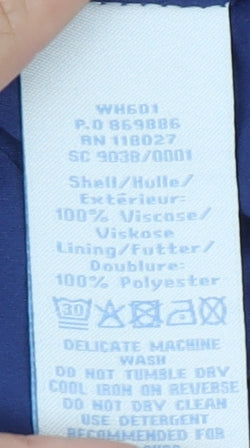 WH601
P.O 869886
RN 118027
SC 9038/0001
Shell/Hulle/
Extérieur:
100% Viscose/
Viskose
Lining/Futter/
Doublure:
100% Polyester
30
DELICATE MACHINE
WASH
DO NOT TUMBLE DRY
COOL IRON ON REVERSE
DO NOT DRY CLEAN
USE DETERGENT
RECOMMENDED FOR